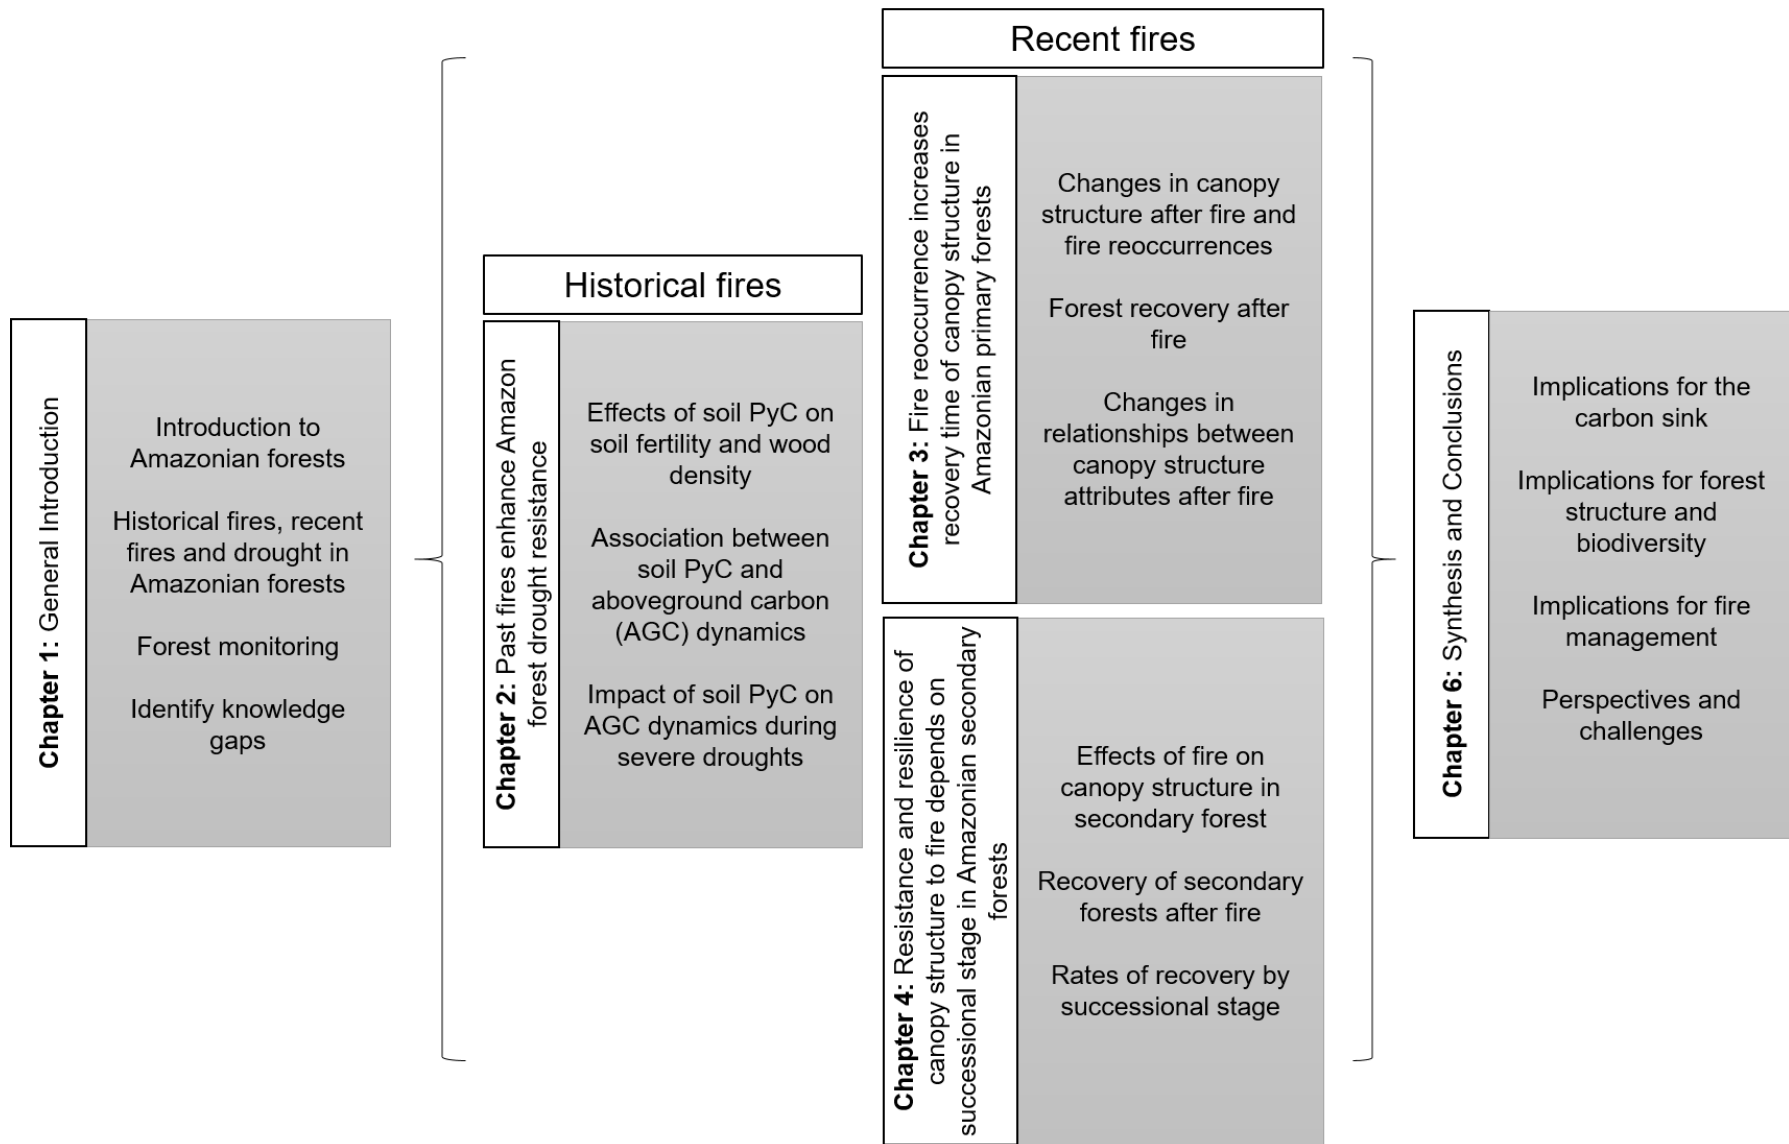 Chapter 1: General Introduction
Introduction to
Amazonian forests
Historical fires, recent
fires and drought in
Amazonian forests
Forest monitoring
Identify knowledge
gaps
Historical fires
Chapter 2: Past fires enhance Amazon
forest drought resistance
Effects of soil PyC on
soil fertility and wood
density
Association between
soil PyC and
aboveground carbon
(AGC) dynamics
Impact of soil PyC on
AGC dynamics during
severe droughts
Recent fires
Chapter 3: Fire reoccurrence increases
recovery time of canopy structure in
Amazonian primary forests
Changes in canopy
structure after fire and
fire reoccurrences
Forest recovery after
fire
Changes in
relationships between
canopy structure
attributes after fire
Chapter 4: Resistance and resilience of
canopy structure to fire depends on
successional stage in Amazonian secondary
forests
Effects of fire on
canopy structure in
secondary forest
Recovery of secondary
forests after fire
Rates of recovery by
successional stage
Chapter 6: Synthesis and Conclusions
Implications for the
carbon sink
Implications for forest
structure and
biodiversity
Implications for fire
management
Perspectives and
challenges